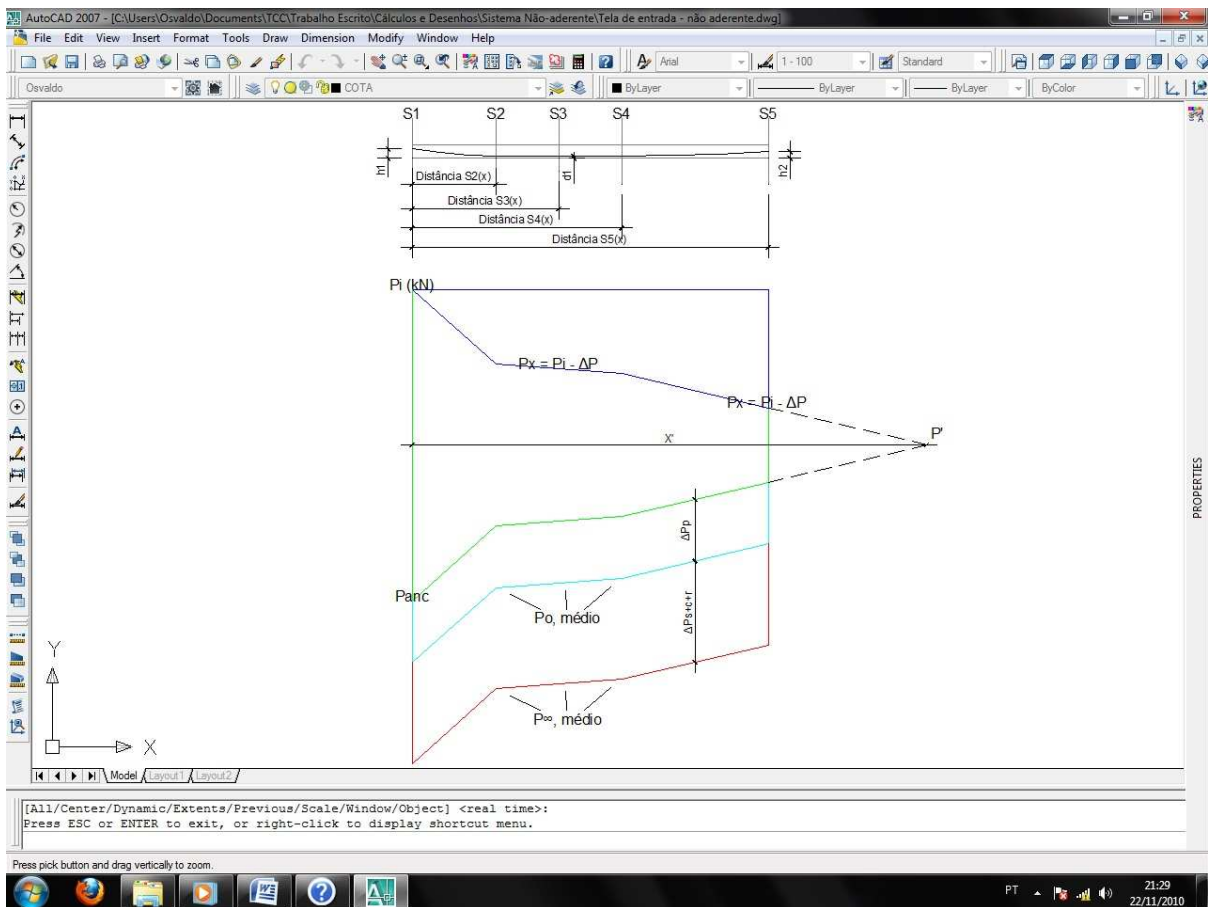 AutoCAD 2007 - [C:\Users\Osvaldo\Documents\TCC\Trabalho Escrito\Cálculos e Desenhos\Sistema Não-aderente\Tela de entrada - não aderente.dwg]
File Edit View Insert Format Tools Draw Dimension Modify Window Help
Arial 1 - 100 Standard
Osvaldo COTA ByLayer ByLayer ByLayer ByColor
S1 S2 S3 S4 S5
h1 d1 h2
Distância S2(x)
Distância S3(x)
Distância S4(x)
Distância S5(x)
Pi (kN)
Px = Pi - ΔP
Px = Pi - ΔP
X' P'
ΔPp
Panc
Po, médio
ΔPs+c+r
P∞, médio
Y
X
PROPERTIES
Model Layout1 Layout2
[All/Center/Dynamic/Extents/Previous/Scale/Window/Object] <real time>:
Press ESC or ENTER to exit, or right-click to display shortcut menu.
Press pick button and drag vertically to zoom.
PT 21:29
22/11/2010